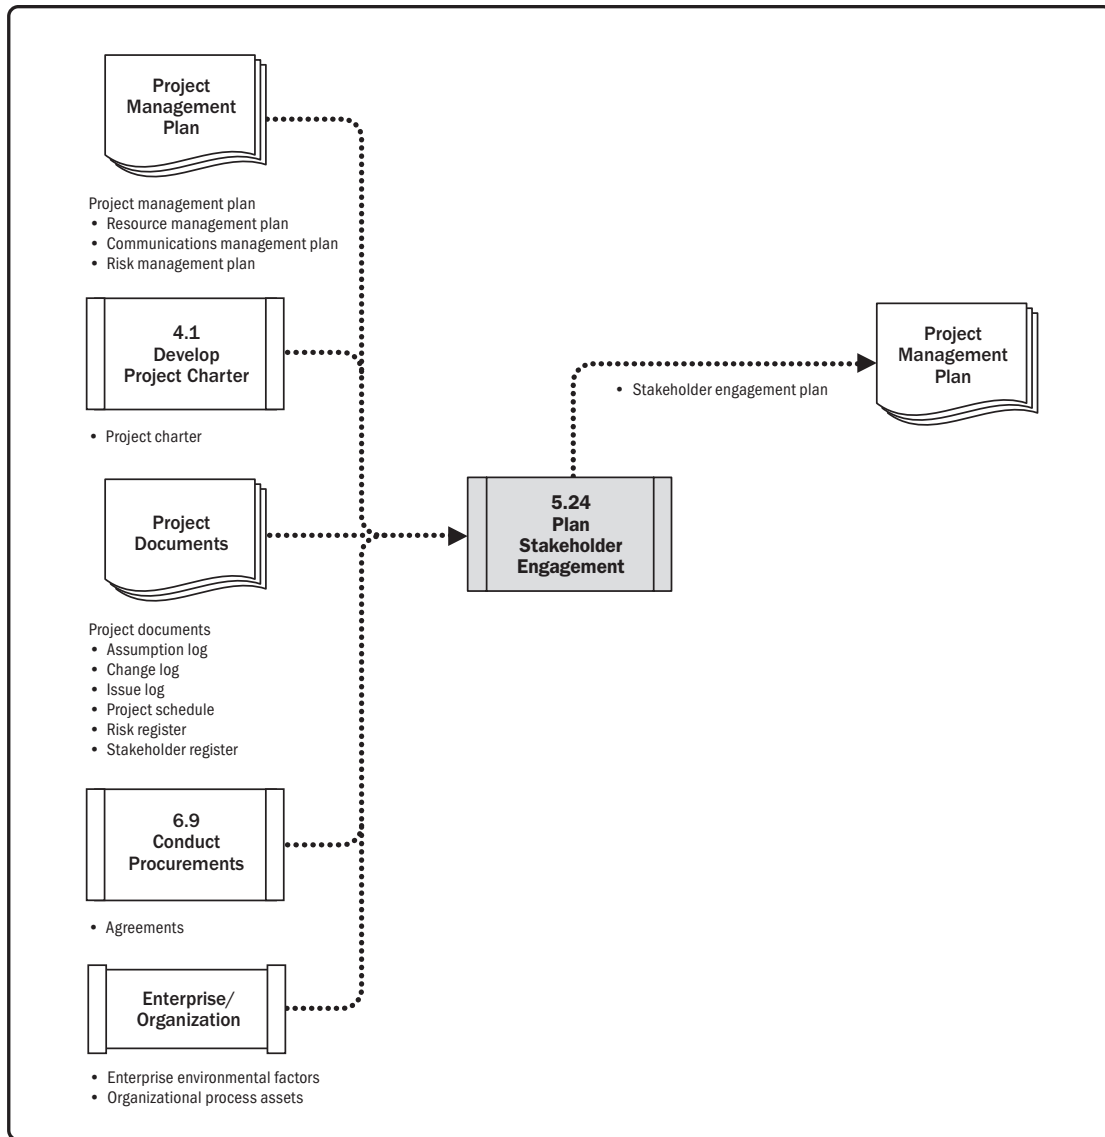 Project
Management
Plan
Project management plan
• Resource management plan
• Communications management plan
• Risk management plan
4.1
Develop
Project Charter
• Project charter
Project
Documents
Project documents
• Assumption log
• Change log
• Issue log
• Project schedule
• Risk register
• Stakeholder register
6.9
Conduct
Procurements
• Agreements
Enterprise/
Organization
• Enterprise environmental factors
• Organizational process assets
5.24
Plan
Stakeholder
Engagement
• Stakeholder engagement plan
Project
Management
Plan